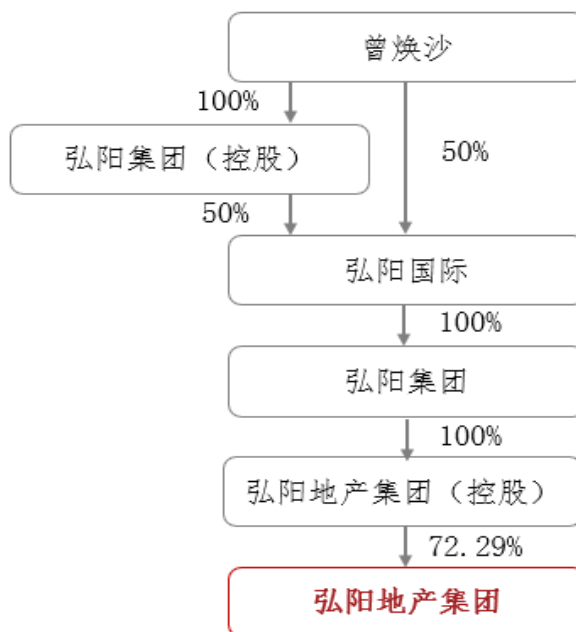 曾焕沙
100%
弘阳集团（控股）
50%
50%
弘阳国际
100%
弘阳集团
100%
弘阳地产集团（控股）
72.29%
弘阳地产集团